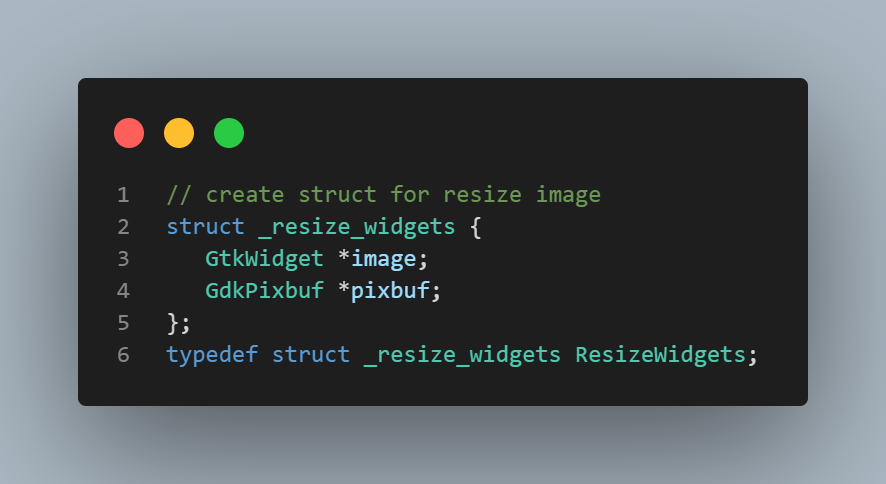 1 // create struct for resize image
2 struct _resize_widgets {
3 GtkWidget *image;
4 GdkPixbuf *pixbuf;
5 };
6 typedef struct _resize_widgets ResizeWidgets;